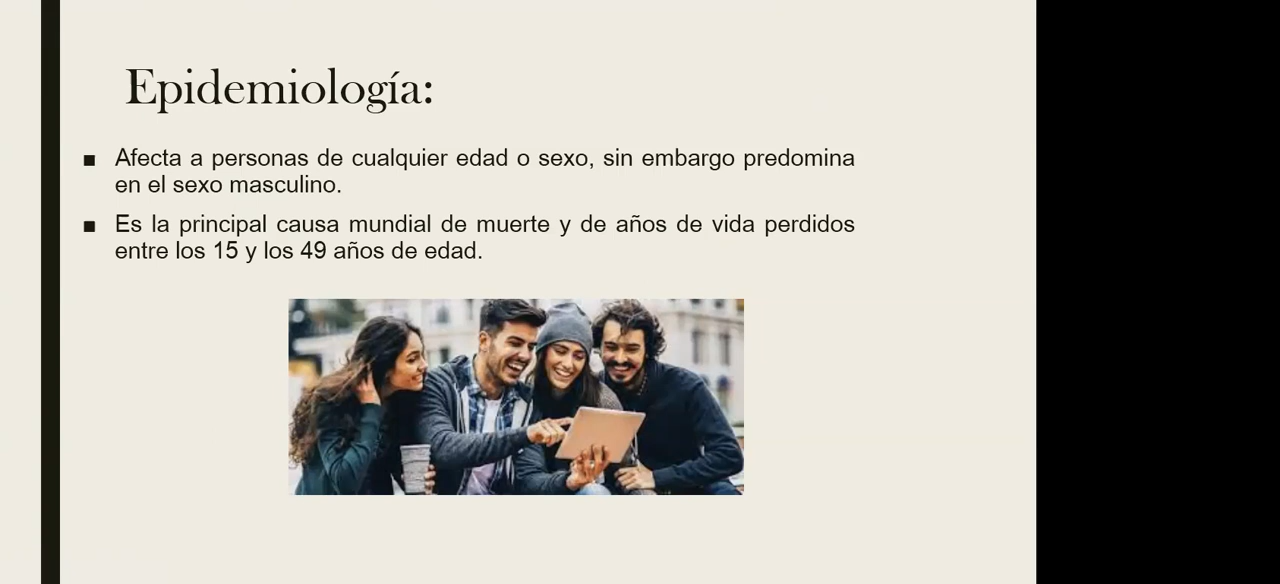 Epidemiología:
■ Afecta a personas de cualquier edad o sexo, sin embargo predomina
en el sexo masculino.
■ Es la principal causa mundial de muerte y de años de vida perdidos
entre los 15 y los 49 años de edad.